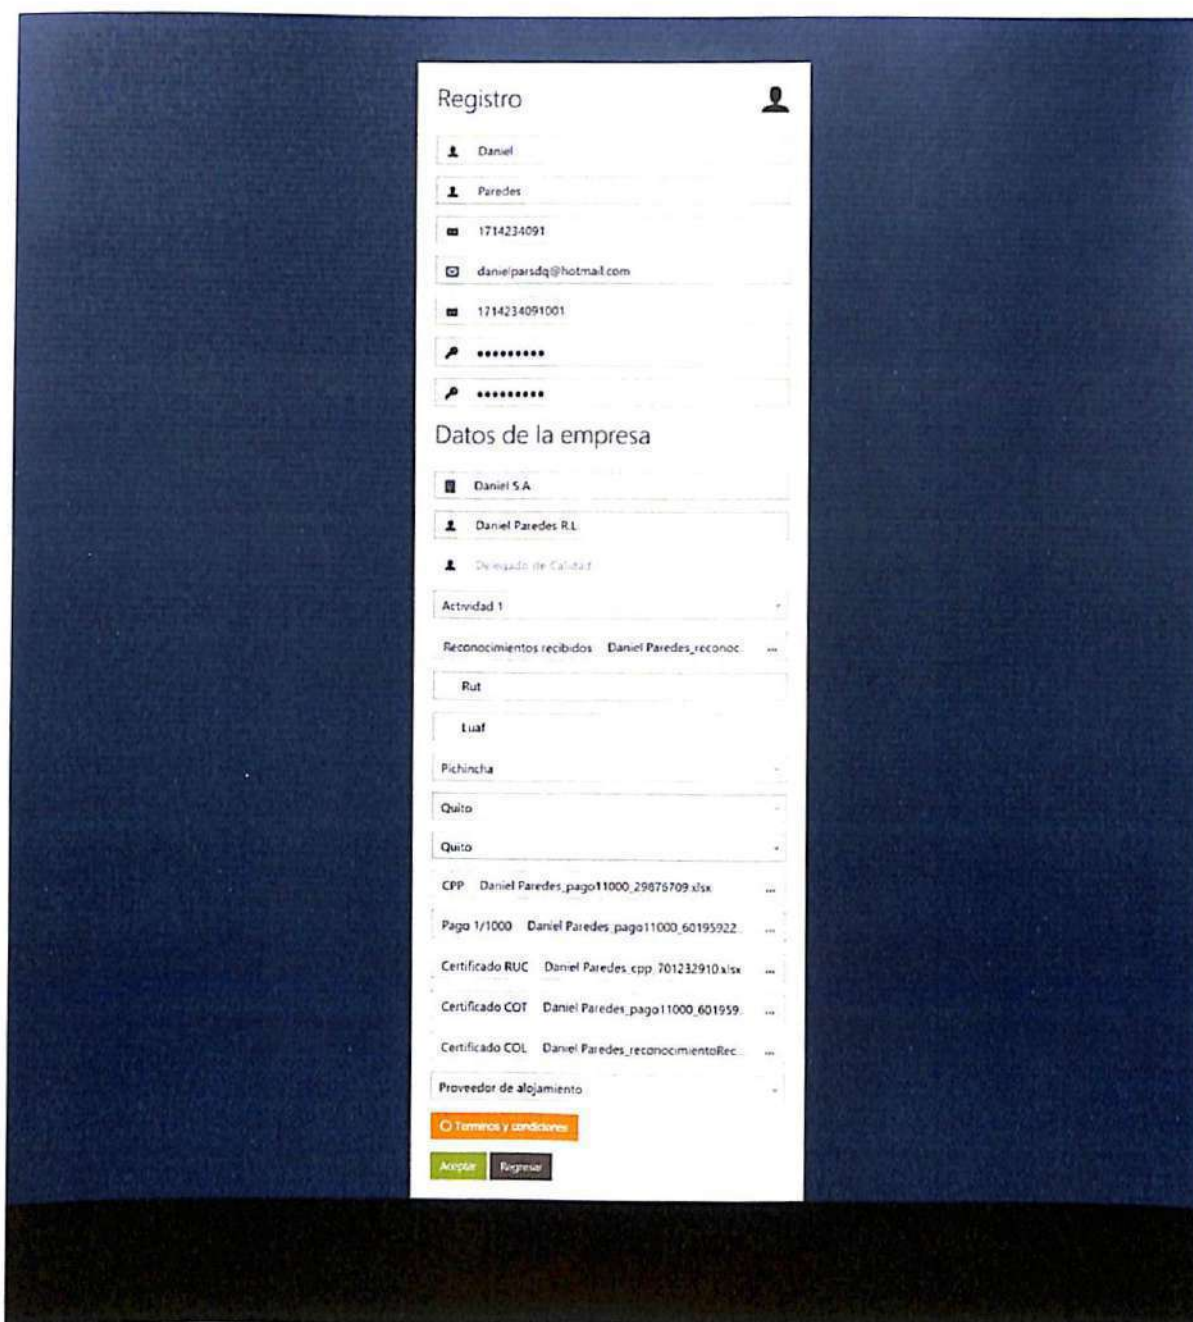 Registro
Daniel
Paredes
1714234091
danielparsdq@hotmail.com
1714234091001
•••••••••
•••••••••
Datos de la empresa
Daniel S.A.
Daniel Paredes R.L.
Delegado de Calidad
Actividad 1
Reconocimientos recibidos Daniel Paredes_reconoc... ...
Rut
Luaf
Pichincha
Quito
Quito
CPP Daniel Paredes_pago11000_29876709.xlsx ...
Pago 1/1000 Daniel Paredes_pago11000_60195922... ...
Certificado RUC Daniel Paredes_cpp_701232910.xlsx ...
Certificado COT Daniel Paredes_pago11000_601959... ...
Certificado COL Daniel Paredes_reconocimientoRec... ...
Proveedor de alojamiento
Terminos y condiciones
Aceptar Regresar